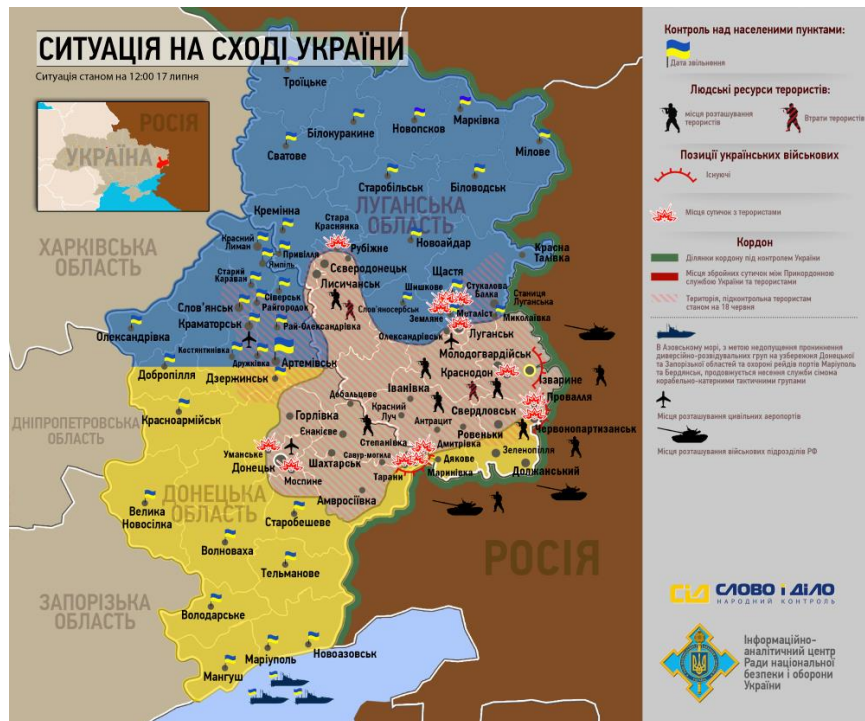 СИТУАЦІЯ НА СХОДІ УКРАЇНИ
Ситуація станом на 12:00 17 липня
РОСІЯ
УКРАЇНА
ХАРКІВСЬКА
ОБЛАСТЬ
ДНІПРОПЕТРОВСЬКА
ОБЛАСТЬ
ЗАПОРІЗЬКА
ОБЛАСТЬ
ЛУГАНСЬКА
ОБЛАСТЬ
ДОНЕЦЬКА
ОБЛАСТЬ
РОСІЯ
Троїцьке
Білокуракине
Новопсков
Марківка
Сватове
Мілове
Старобільськ
Біловодськ
Кремінна
Стара
Краснянка
Рубіжне
Новоайдар
Красна
Талівка
Красний
Лиман
Привілля
Ямпіль
Сєверодонецьк
Лисичанськ
Щастя
Старий
Караван
Сіверськ
Шишкове
Стукалова
Балка
Станиця
Луганська
Слов'янськ
Райгородок
Слов'яносербськ
Земляне
Металіст
Миколаївка
Краматорськ
Рай-Олександрівка
Олександрівськ
Луганськ
Олександрівка
Костянтинівка
Дружківка
Артемівськ
Молодогвардійськ
Добропілля
Дзержинськ
Краснодон
Ізварине
Дебальцеве
Іванівка
Провалля
Красноармійськ
Горлівка
Красний
Луч
Антрацит
Свердловськ
Єнакієве
Степанівка
Ровеньки
Червонопартизанськ
Уманське
Савур-могила
Дмитрівка
Зеленопілля
Донецьк
Шахтарськ
Дякове
Моспине
Тарани
Маринівка
Должанський
Амвросіївка
Велика
Новосілка
Старобешеве
Волноваха
Тельманове
Володарське
Новоазовськ
Маріуполь
Мангуш
Контроль над населеними пунктами:
Дата звільнення
Людські ресурси терористів:
місця розташування
терористів
Втрати терористів
Позиції українських військових
Існуючі
Місця сутичок з терористами
Кордон
Ділянки кордону під контролем України
Місця збройних сутичок між Прикордонною
службою України та терористами
Територія, підконтрольна терористам
станом на 18 червня
В Азовському морі, з метою недопущення проникнення
диверсійно-розвідувальних груп на узбережжя Донецької
та Запорізької областей та охорони рейдів портів Маріуполь
та Бердянськ, продовжується несення служби сімома
корабельно-катерними тактичними групами
Місця розташування цивільних аеропортів
Місця розташування військових підрозділів РФ
СІД СЛОВО і ДІЛО
НАРОДНИЙ КОНТРОЛЬ
Інформаційно-
аналітичний центр
Ради національної
безпеки і оборони
України